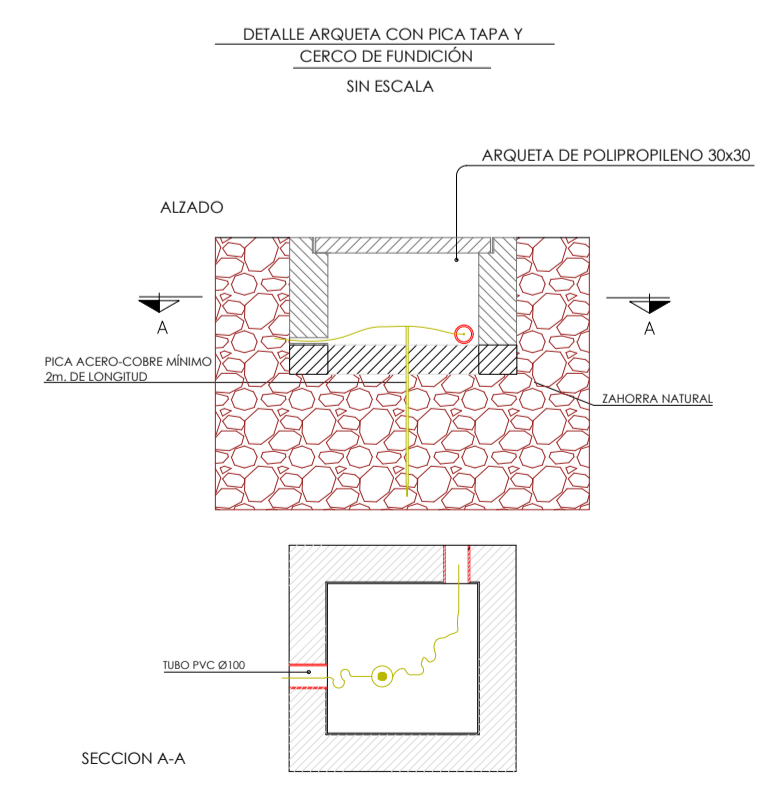 DETALLE ARQUETA CON PICA TAPA Y
CERCO DE FUNDICIÓN
SIN ESCALA
ARQUETA DE POLIPROPILENO 30x30
ALZADO
A
A
PICA ACERO-COBRE MÍNIMO
2m. DE LONGITUD
ZAHORRA NATURAL
TUBO PVC Ø100
SECCION A-A